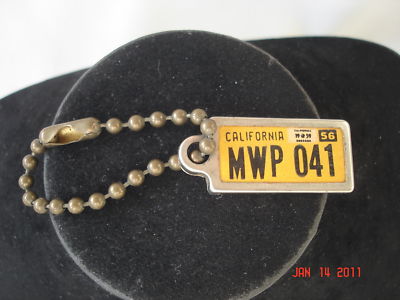 CALIFORNIA 56
MWP 041
JAN 14 2011